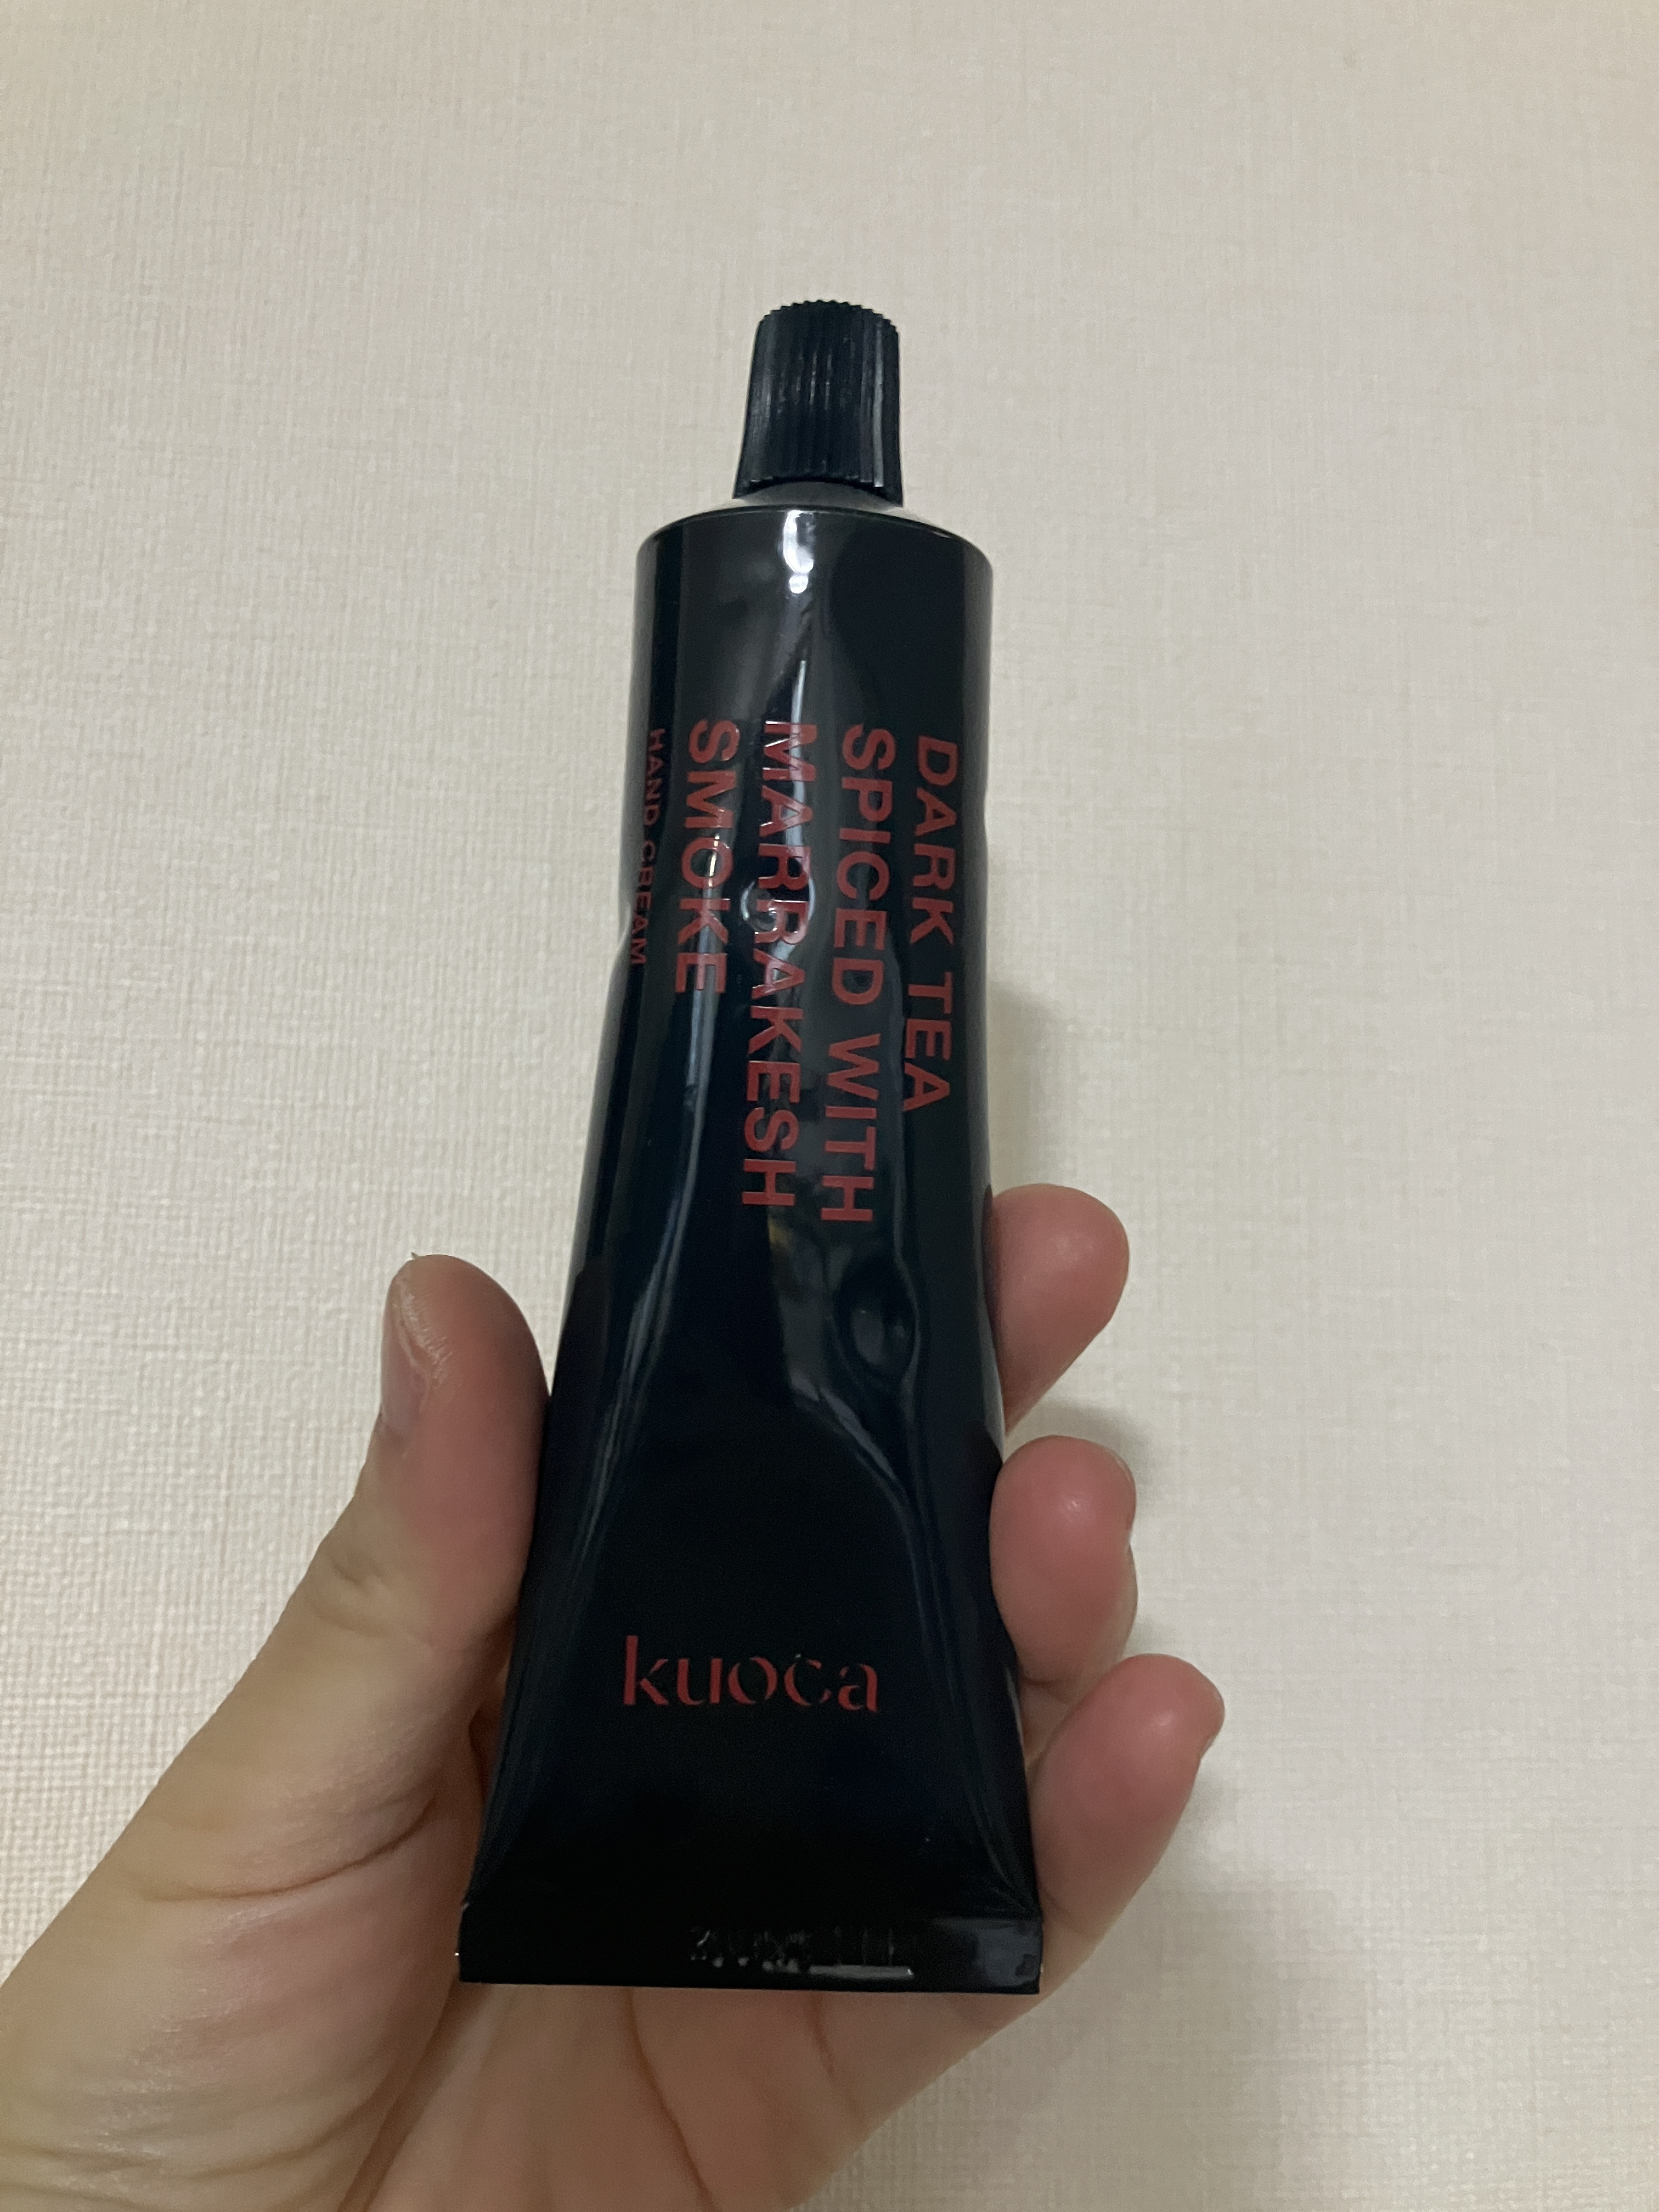 DARK TEA
SPICED WITH
MARRAKESH
SMOKE
HAND CREAM
kuoca